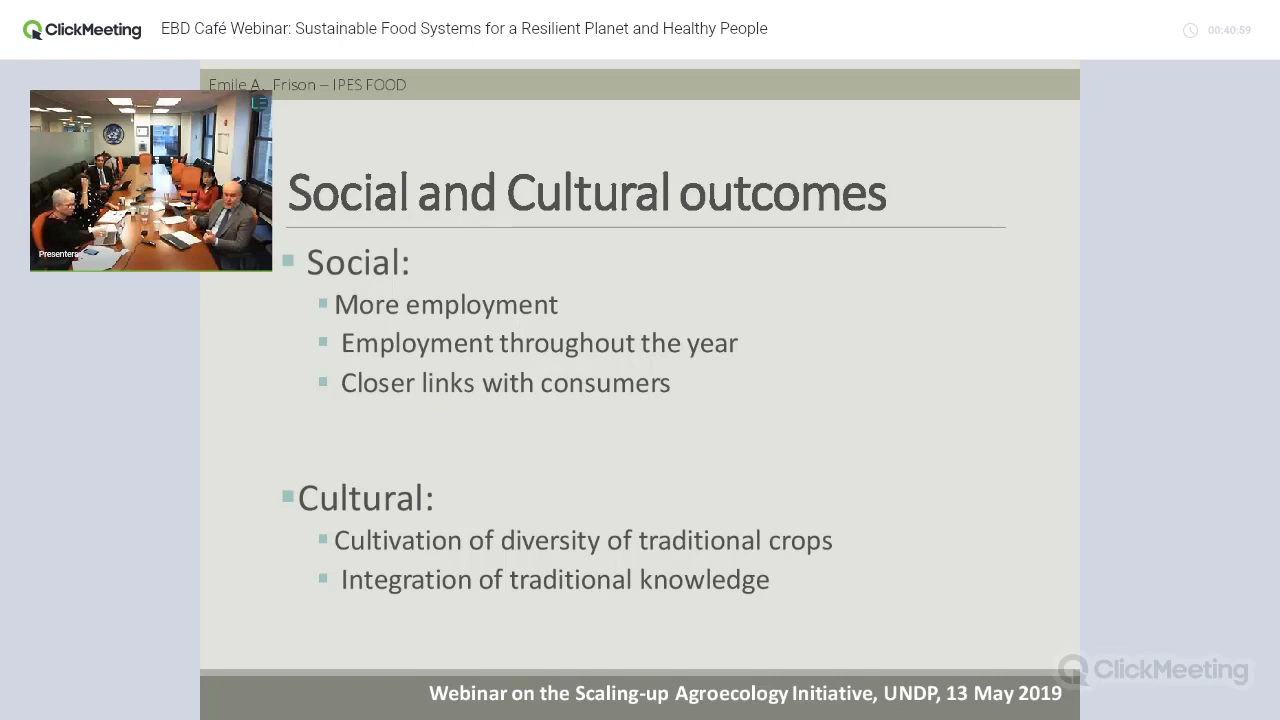 ClickMeeting
EBD Café Webinar: Sustainable Food Systems for a Resilient Planet and Healthy People
00:40:59
Emile A. Frison – IPES FOOD
Social and Cultural outcomes
Presenters
Social:
More employment
Employment throughout the year
Closer links with consumers
Cultural:
Cultivation of diversity of traditional crops
Integration of traditional knowledge
ClickMeeting
Webinar on the Scaling-up Agroecology Initiative, UNDP, 13 May 2019